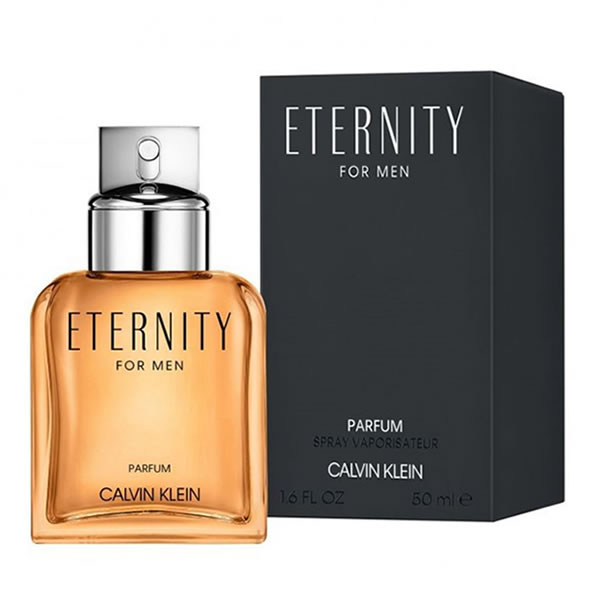 ETERNITY
FOR MEN
PARFUM
CALVIN KLEIN
ETERNITY
FOR MEN
PARFUM
SPRAY VAPORISATEUR
CALVIN KLEIN
1.6 FL OZ 50 ml ℮